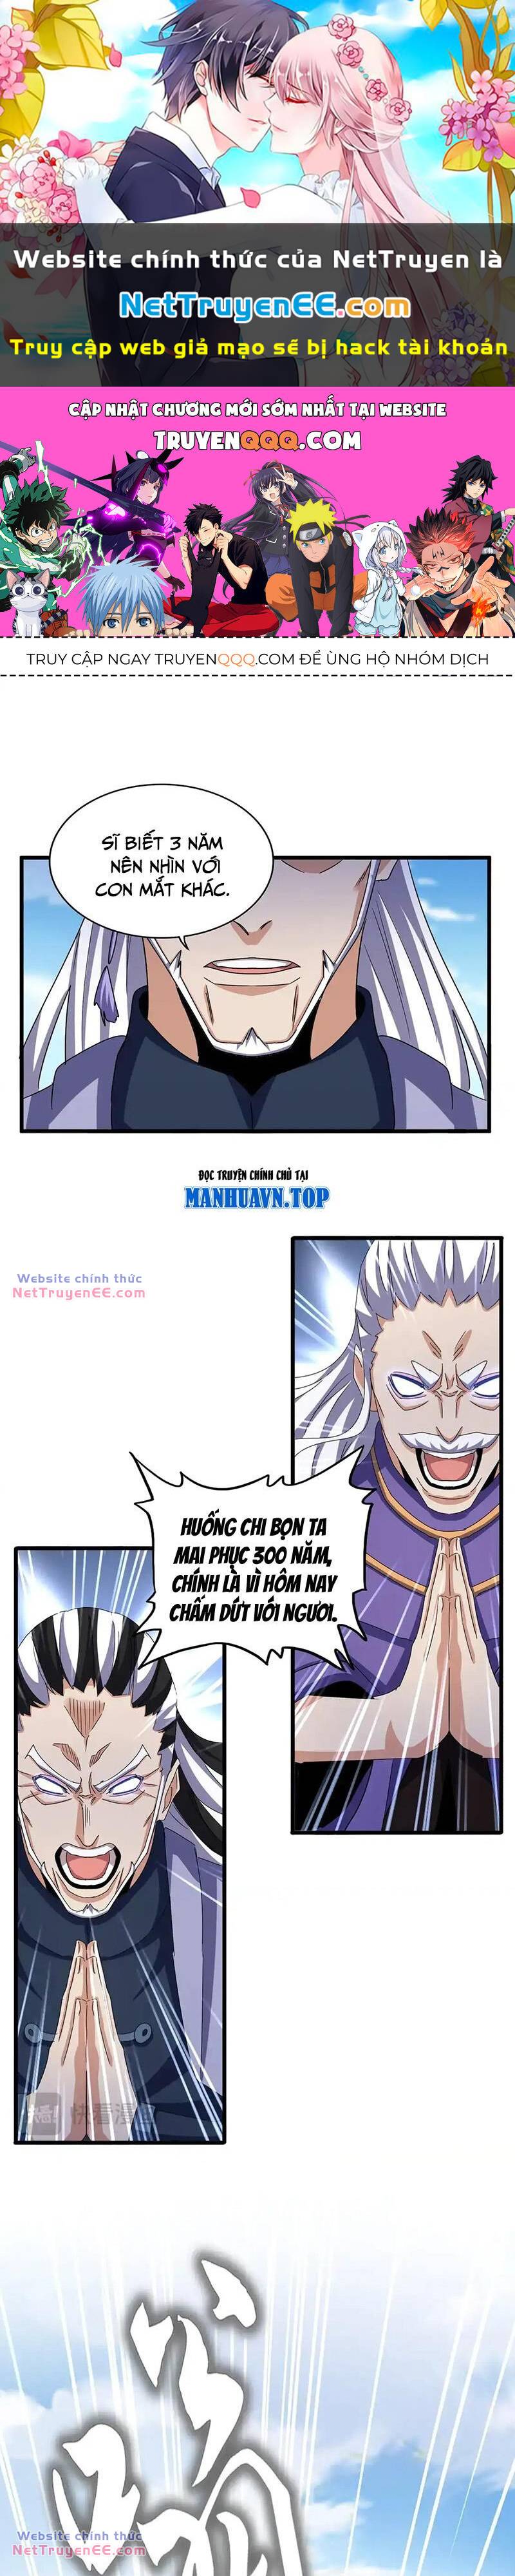 Website chính thức của NetTruyen là
NetTruyenEE.com
Truy cập web giả mạo sẽ bị hack tài khoản
CẬP NHẬT CHƯƠNG MỚI SỚM NHẤT TẠI WEBSITE
TRUYENQQQ.COM
TRUY CẬP NGAY TRUYENQQQ.COM ĐỂ ỦNG HỘ NHÓM DỊCH
SĨ BIẾT 3 NĂM
NÊN NHÌN VỚI
CON MẮT KHÁC.
ĐỌC TRUYỆN CHÍNH CHỦ TẠI
MANHUAVN.TOP
Website chính thức
NetTruyenEE.com
HUỐNG CHI BỌN TA
MAI PHỤC 300 NĂM,
CHÍNH LÀ VÌ HÔM NAY
CHẤM DỨT VỚI NGƯƠI.
快看漫画
Website chính thức
NetTruyenEE.com